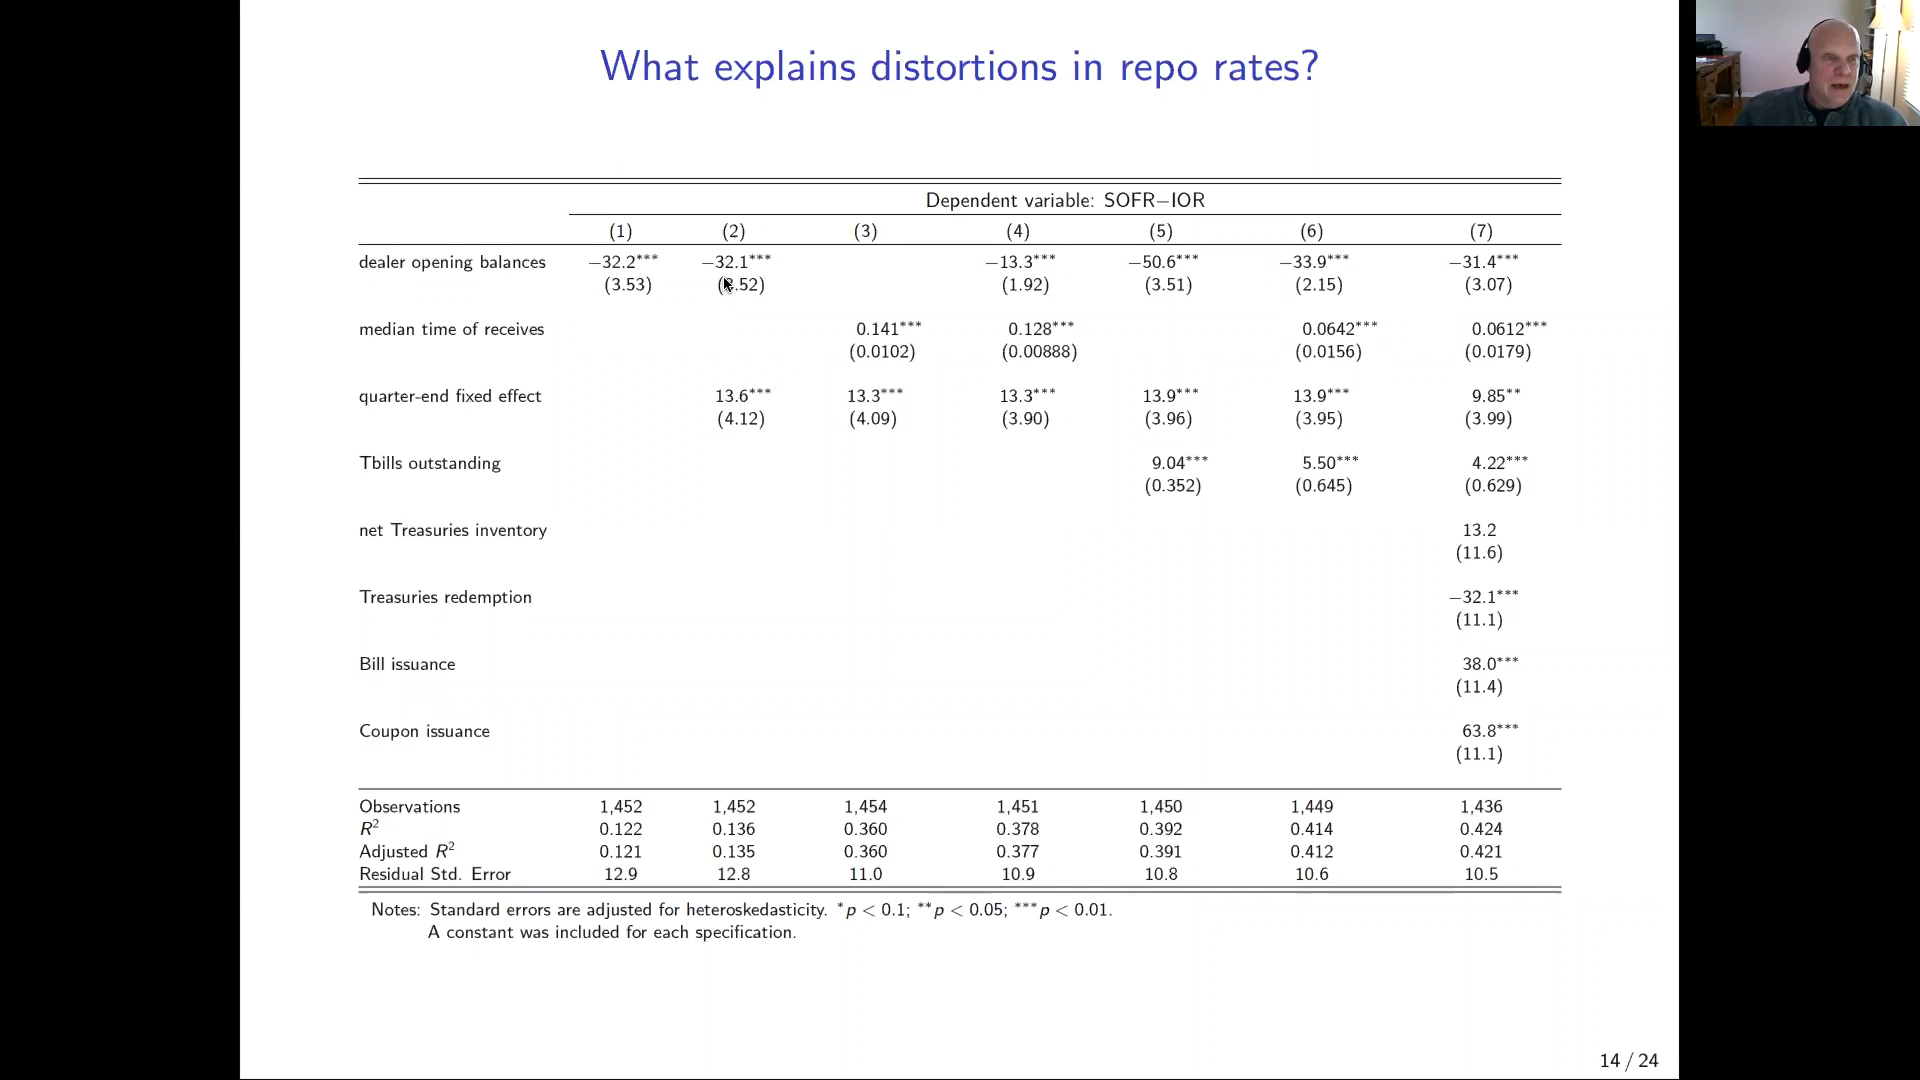 What explains distortions in repo rates?
Dependent variable: SOFR−IOR
(1) (2) (3) (4) (5) (6) (7)
dealer opening balances −32.2*** −32.1*** −13.3*** −50.6*** −33.9*** −31.4***
(3.53) .52) (1.92) (3.51) (2.15) (3.07)
median time of receives 0.141*** 0.128*** 0.0642*** 0.0612***
(0.0102) (0.00888) (0.0156) (0.0179)
quarter-end fixed effect 13.6*** 13.3*** 13.3*** 13.9*** 13.9*** 9.85**
(4.12) (4.09) (3.90) (3.96) (3.95) (3.99)
Tbills outstanding 9.04*** 5.50*** 4.22***
(0.352) (0.645) (0.629)
net Treasuries inventory 13.2
(11.6)
Treasuries redemption −32.1***
(11.1)
Bill issuance 38.0***
(11.4)
Coupon issuance 63.8***
(11.1)
Observations 1,452 1,452 1,454 1,451 1,450 1,449 1,436
R² 0.122 0.136 0.360 0.378 0.392 0.414 0.424
Adjusted R² 0.121 0.135 0.360 0.377 0.391 0.412 0.421
Residual Std. Error 12.9 12.8 11.0 10.9 10.8 10.6 10.5
Notes: Standard errors are adjusted for heteroskedasticity. *p < 0.1; **p < 0.05; ***p < 0.01.
A constant was included for each specification.
14 / 24